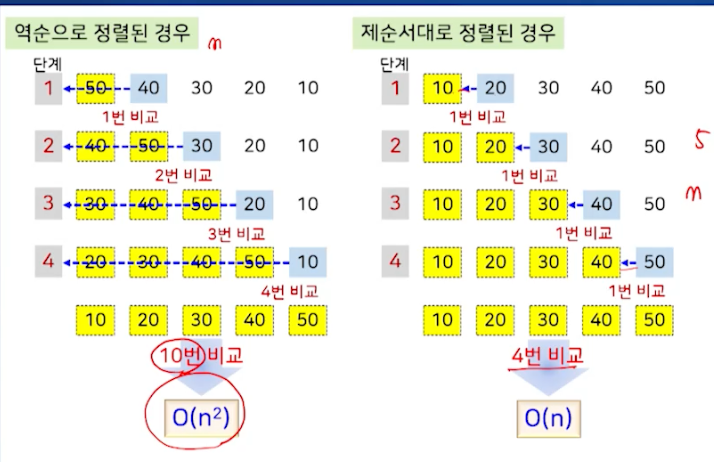 역순으로 정렬된 경우
n
단계
1 50 40 30 20 10
1번 비교
2 40 50 30 20 10
2번 비교
3 30 40 50 20 10
3번 비교
4 20 30 40 50 10
4번 비교
10 20 30 40 50
10번 비교
O(n²)
제순서대로 정렬된 경우
단계
1 10 20 30 40 50
1번 비교
2 10 20 30 40 50
5
1번 비교
3 10 20 30 40 50
n
1번 비교
4 10 20 30 40 50
1번 비교
10 20 30 40 50
4번 비교
O(n)